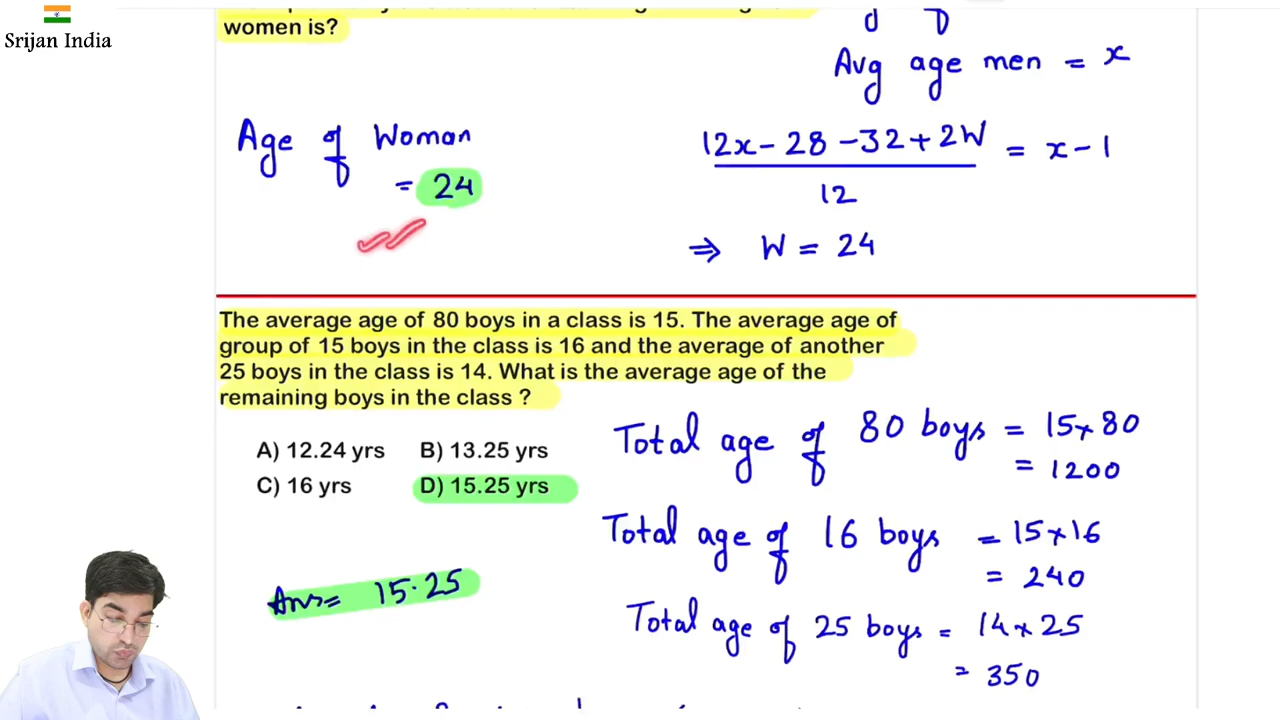 Srijan India
women is?
Avg age men = x
Age of Woman
= 24
12x - 28 - 32 + 2W
12
= x - 1
⇒ W = 24
The average age of 80 boys in a class is 15. The average age of
group of 15 boys in the class is 16 and the average of another
25 boys in the class is 14. What is the average age of the
remaining boys in the class ?
A) 12.24 yrs B) 13.25 yrs
C) 16 yrs D) 15.25 yrs
Ans = 15.25
Total age of 80 boys = 15 × 80
= 1200
Total age of 16 boys = 15 × 16
= 240
Total age of 25 boys = 14 × 25
= 350